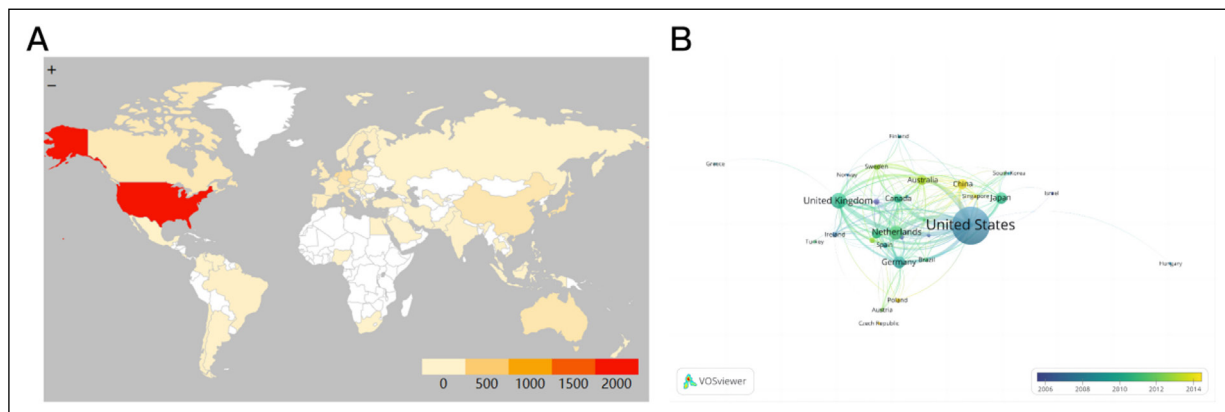 A
B
+
−
0 500 1000 1500 2000
Finland
Greece
Sweden
Norway
Australia
China
South Korea
Israel
United Kingdom
Canada
Singapore
Japan
United States
Ireland
Netherlands
Turkey
Spain
Germany
Brazil
Hungary
Poland
Austria
Czech Republic
VOSviewer
2006 2008 2010 2012 2014